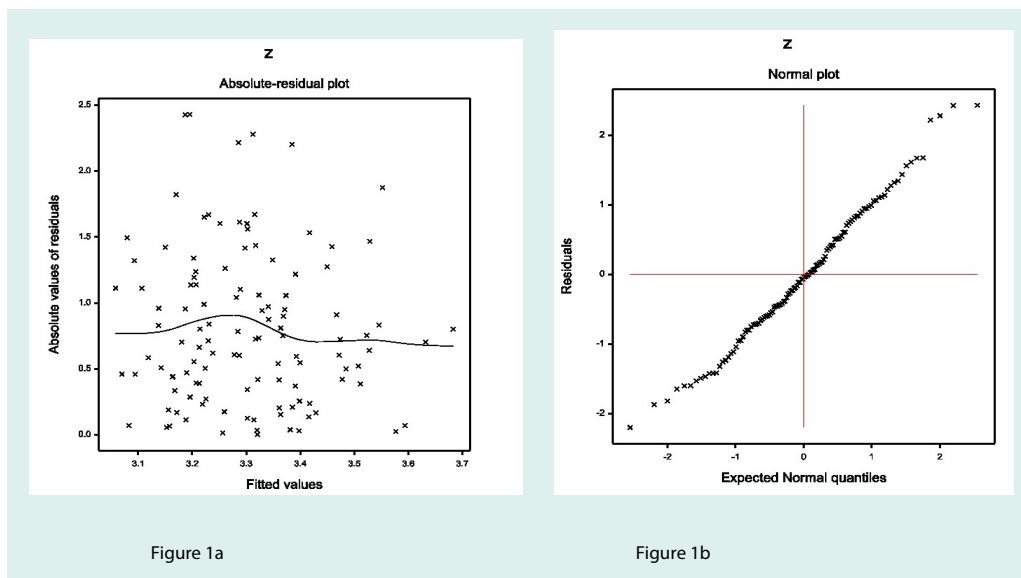 z
Absolute-residual plot
Absolute values of residuals
2.5
2.0
1.5
1.0
0.5
0.0
3.1 3.2 3.3 3.4 3.5 3.6 3.7
Fitted values
Figure 1a
z
Normal plot
Residuals
2
1
0
-1
-2
-2 -1 0 1 2
Expected Normal quantiles
Figure 1b